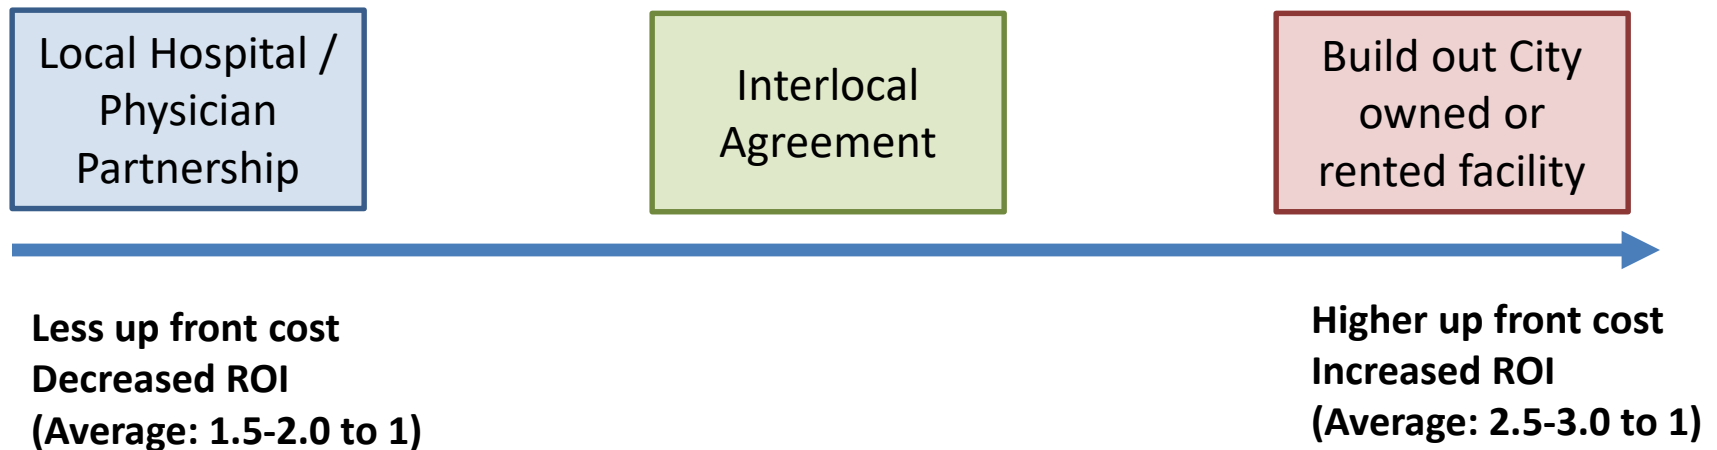 Local Hospital /
Physician
Partnership
Interlocal
Agreement
Build out City
owned or
rented facility
Less up front cost
Decreased ROI
(Average: 1.5-2.0 to 1)
Higher up front cost
Increased ROI
(Average: 2.5-3.0 to 1)